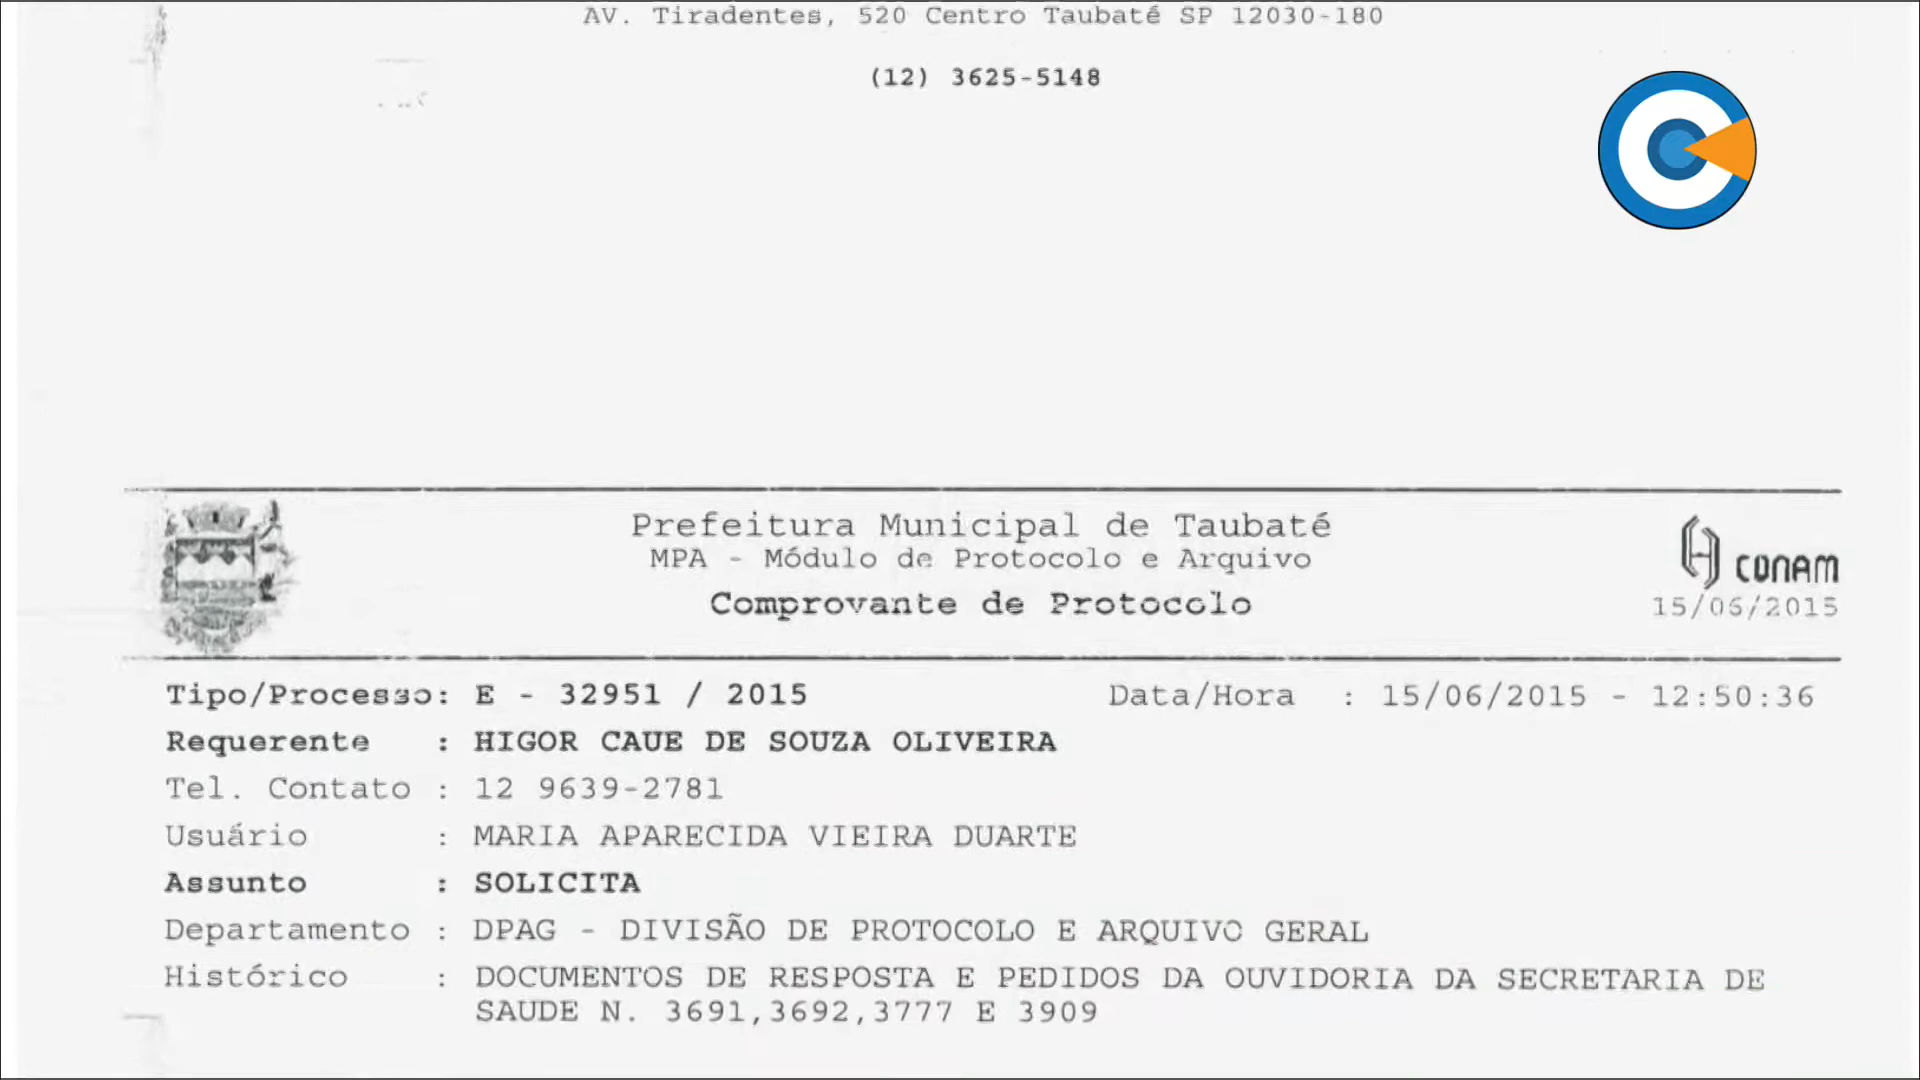 AV. Tiradentes, 520 Centro Taubaté SP 12030-180
(12) 3625-5148
Prefeitura Municipal de Taubaté
MPA - Módulo de Protocolo e Arquivo
Comprovante de Protocolo
CONAM
15/06/2015
Tipo/Processo: E - 32951 / 2015 Data/Hora : 15/06/2015 - 12:50:36
Requerente : HIGOR CAUE DE SOUZA OLIVEIRA
Tel. Contato : 12 9639-2781
Usuário : MARIA APARECIDA VIEIRA DUARTE
Assunto : SOLICITA
Departamento : DPAG - DIVISÃO DE PROTOCOLO E ARQUIVO GERAL
Histórico : DOCUMENTOS DE RESPOSTA E PEDIDOS DA OUVIDORIA DA SECRETARIA DE
SAUDE N. 3691,3692,3777 E 3909